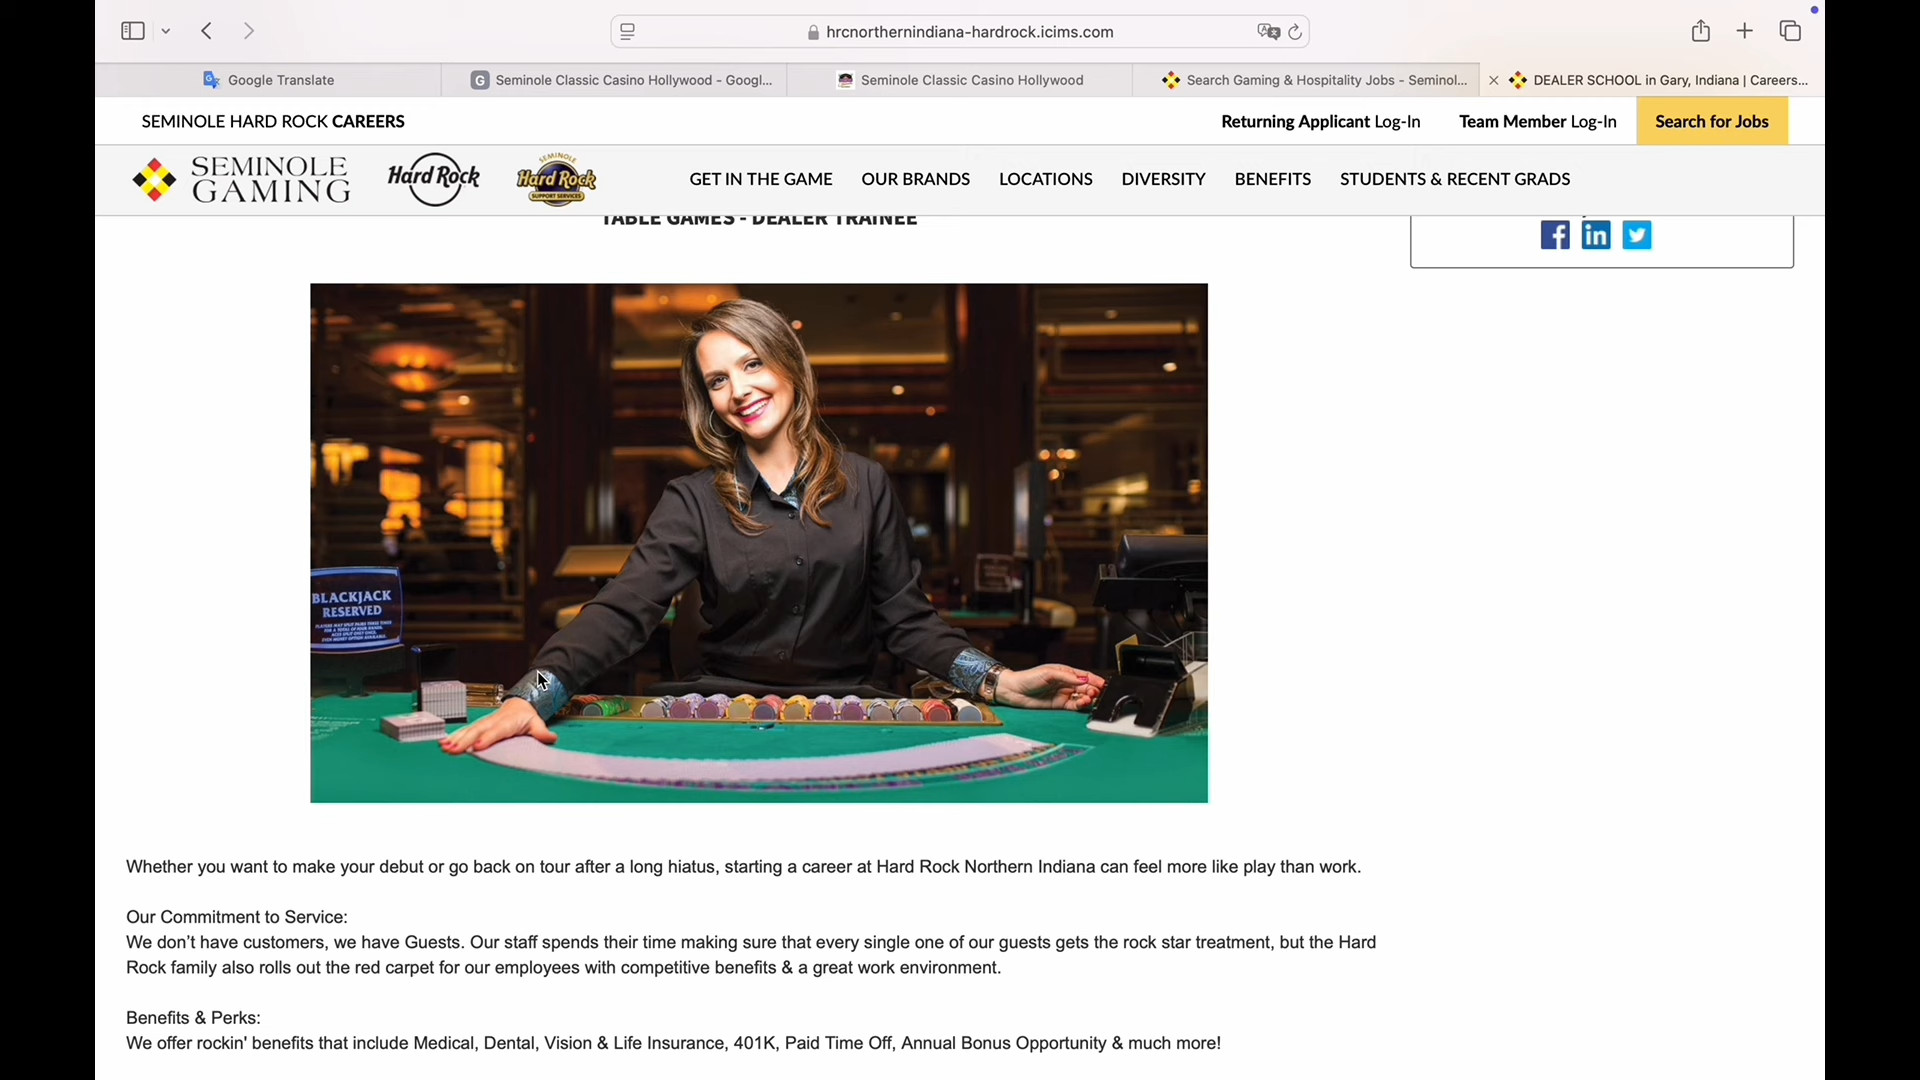 hrcnorthernindiana-hardrock.icims.com
Google Translate
Seminole Classic Casino Hollywood - Googl...
Seminole Classic Casino Hollywood
Search Gaming & Hospitality Jobs - Seminol...
DEALER SCHOOL in Gary, Indiana | Careers...
SEMINOLE HARD ROCK CAREERS
Returning Applicant Log-In
Team Member Log-In
Search for Jobs
SEMINOLE
GAMING
Hard Rock
SEMINOLE
Hard Rock
SUPPORT SERVICES
GET IN THE GAME
OUR BRANDS
LOCATIONS
DIVERSITY
BENEFITS
STUDENTS & RECENT GRADS
TABLE GAMES - DEALER TRAINEE
BLACKJACK
RESERVED
Whether you want to make your debut or go back on tour after a long hiatus, starting a career at Hard Rock Northern Indiana can feel more like play than work.
Our Commitment to Service:
We don’t have customers, we have Guests. Our staff spends their time making sure that every single one of our guests gets the rock star treatment, but the Hard
Rock family also rolls out the red carpet for our employees with competitive benefits & a great work environment.
Benefits & Perks:
We offer rockin' benefits that include Medical, Dental, Vision & Life Insurance, 401K, Paid Time Off, Annual Bonus Opportunity & much more!